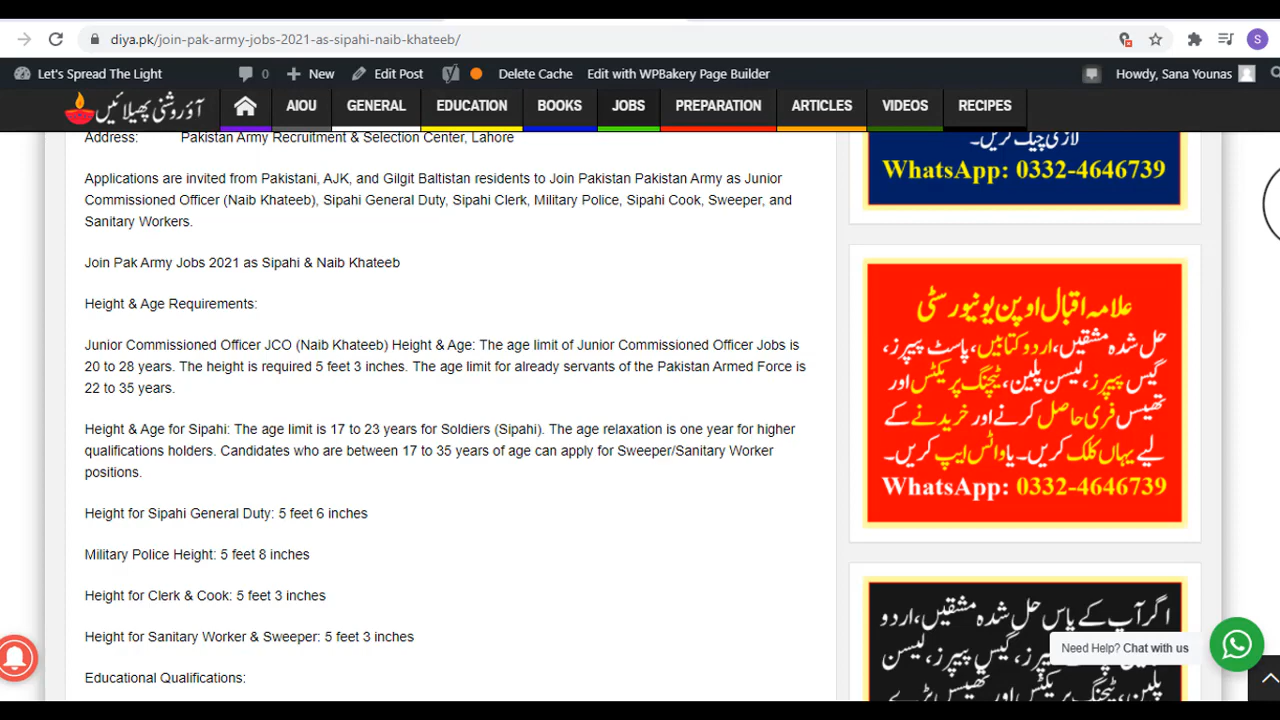 diya.pk/join-pak-army-jobs-2021-as-sipahi-naib-khateeb/
S
Let's Spread The Light
0
New
Edit Post
Delete Cache
Edit with WPBakery Page Builder
Howdy, Sana Younas
آؤ روشنی پھیلائیں
AIOU
GENERAL
EDUCATION
BOOKS
JOBS
PREPARATION
ARTICLES
VIDEOS
RECIPES
Address: Pakistan Army Recruitment & Selection Center, Lahore
Applications are invited from Pakistani, AJK, and Gilgit Baltistan residents to Join Pakistan Pakistan Army as Junior
Commissioned Officer (Naib Khateeb), Sipahi General Duty, Sipahi Clerk, Military Police, Sipahi Cook, Sweeper, and
Sanitary Workers.
Join Pak Army Jobs 2021 as Sipahi & Naib Khateeb
Height & Age Requirements:
Junior Commissioned Officer JCO (Naib Khateeb) Height & Age: The age limit of Junior Commissioned Officer Jobs is
20 to 28 years. The height is required 5 feet 3 inches. The age limit for already servants of the Pakistan Armed Force is
22 to 35 years.
Height & Age for Sipahi: The age limit is 17 to 23 years for Soldiers (Sipahi). The age relaxation is one year for higher
qualifications holders. Candidates who are between 17 to 35 years of age can apply for Sweeper/Sanitary Worker
positions.
Height for Sipahi General Duty: 5 feet 6 inches
Military Police Height: 5 feet 8 inches
Height for Clerk & Cook: 5 feet 3 inches
Height for Sanitary Worker & Sweeper: 5 feet 3 inches
Educational Qualifications:
لازمی چیک کریں۔
WhatsApp: 0332-4646739
علامہ اقبال اوپن یونیورسٹی
حل شدہ مشقیں، اردو کتابیں، پاسٹ پیپرز،
گیس پیپرز، لیسن پلین، ٹیچنگ پریکٹس اور
تھیسس فری حاصل کرنے اور خریدنے کے
لیے یہاں کلک کریں۔ یا واٹس ایپ کریں۔
WhatsApp: 0332-4646739
اگر آپ کے پاس حل شدہ مشقیں، اردو
گیس پیپرز، لیسن
پلین، ٹیچنگ پریکٹس اور تھیسس پڑے
Need Help? Chat with us